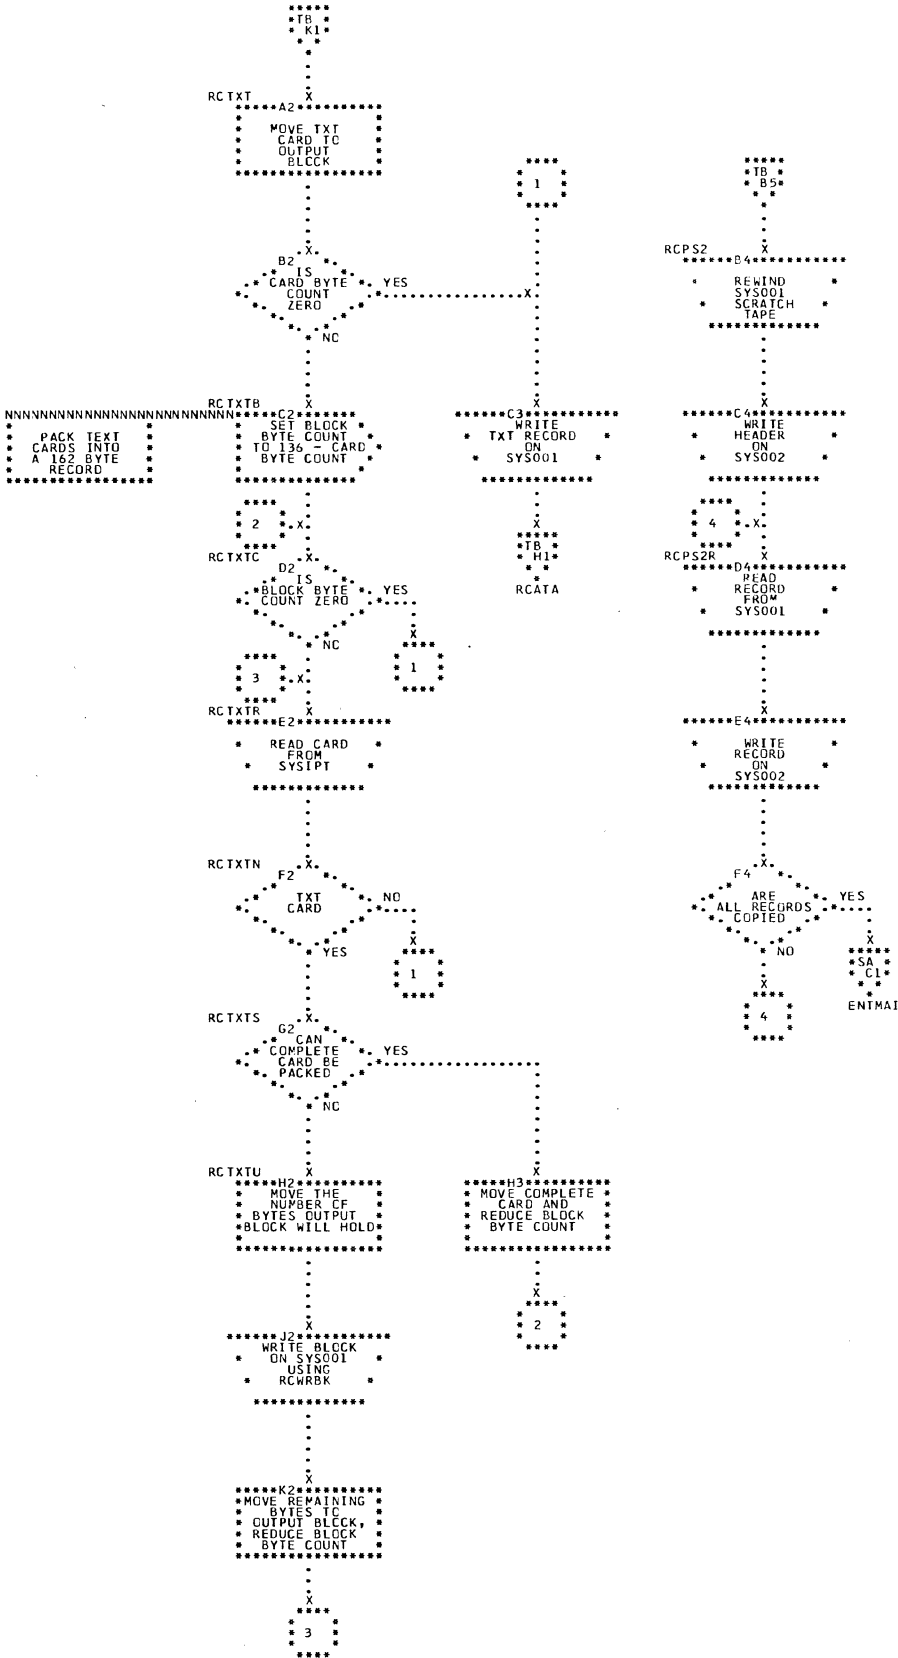 TB
K1
RCTXT
A2
MOVE TXT
CARD TO
OUTPUT
BLCCK
B2
IS
CARD BYTE
COUNT
ZERO
YES
NO
RCTXTB
NNNNNNNNNNNNNNNNNNNNNNNNNNNNN
PACK TEXT
CARDS INTO
A 162 BYTE
RECORD
C2
SET BLOCK
BYTE COUNT
TO 136 - CARD
BYTE COUNT
2
RCTXTC
D2
IS
BLOCK BYTE
COUNT ZERO
YES
1
NC
3
RCTXTR
E2
READ CARD
FROM
SYSIPT
RCTXTN
F2
TXT
CARD
NO
1
YES
RCTXTS
G2
CAN
COMPLETE
CARD BE
PACKED
YES
NC
RCTXTU
H2
MOVE THE
NUMBER CF
BYTES OUTPUT
BLOCK WILL HOLD
J2
WRITE BLOCK
ON SYS001
USING
RCWRBK
K2
MOVE REMAINING
BYTES TC
OUTPUT BLCCK,
REDUCE BLOCK
BYTE COUNT
3
1
C3
WRITE
TXT RECORD
ON
SYS001
TB
H1
RCATA
H3
MOVE COMPLETE
CARD AND
REDUCE BLOCK
BYTE COUNT
2
TB
B5
RCPS2
B4
REWIND
SYS001
SCRATCH
TAPE
C4
WRITE
HEADER
ON
SYS002
4
RCPS2R
D4
READ
RECORD
FROM
SYS001
E4
WRITE
RECORD
ON
SYS002
F4
ARE
ALL RECORDS
COPIED
YES
NO
SA
C1
ENTMAI
4